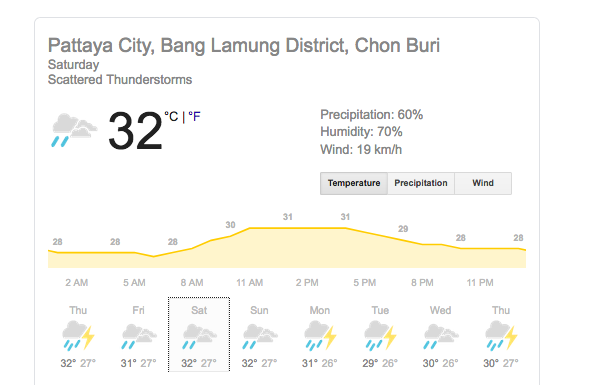 Pattaya City, Bang Lamung District, Chon Buri
Saturday
Scattered Thunderstorms
32 °C | °F
Precipitation: 60%
Humidity: 70%
Wind: 19 km/h
Temperature Precipitation Wind
28 28 28 30 31 31 29 28 28
2 AM 5 AM 8 AM 11 AM 2 PM 5 PM 8 PM 11 PM
Thu Fri Sat Sun Mon Tue Wed Thu
32° 27° 31° 27° 32° 27° 32° 27° 31° 26° 29° 26° 30° 26° 30° 27°